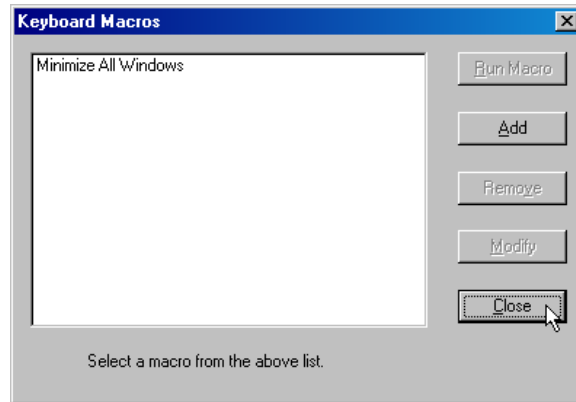 Keyboard Macros
Minimize All Windows
Run Macro
Add
Remove
Modify
Close
Select a macro from the above list.